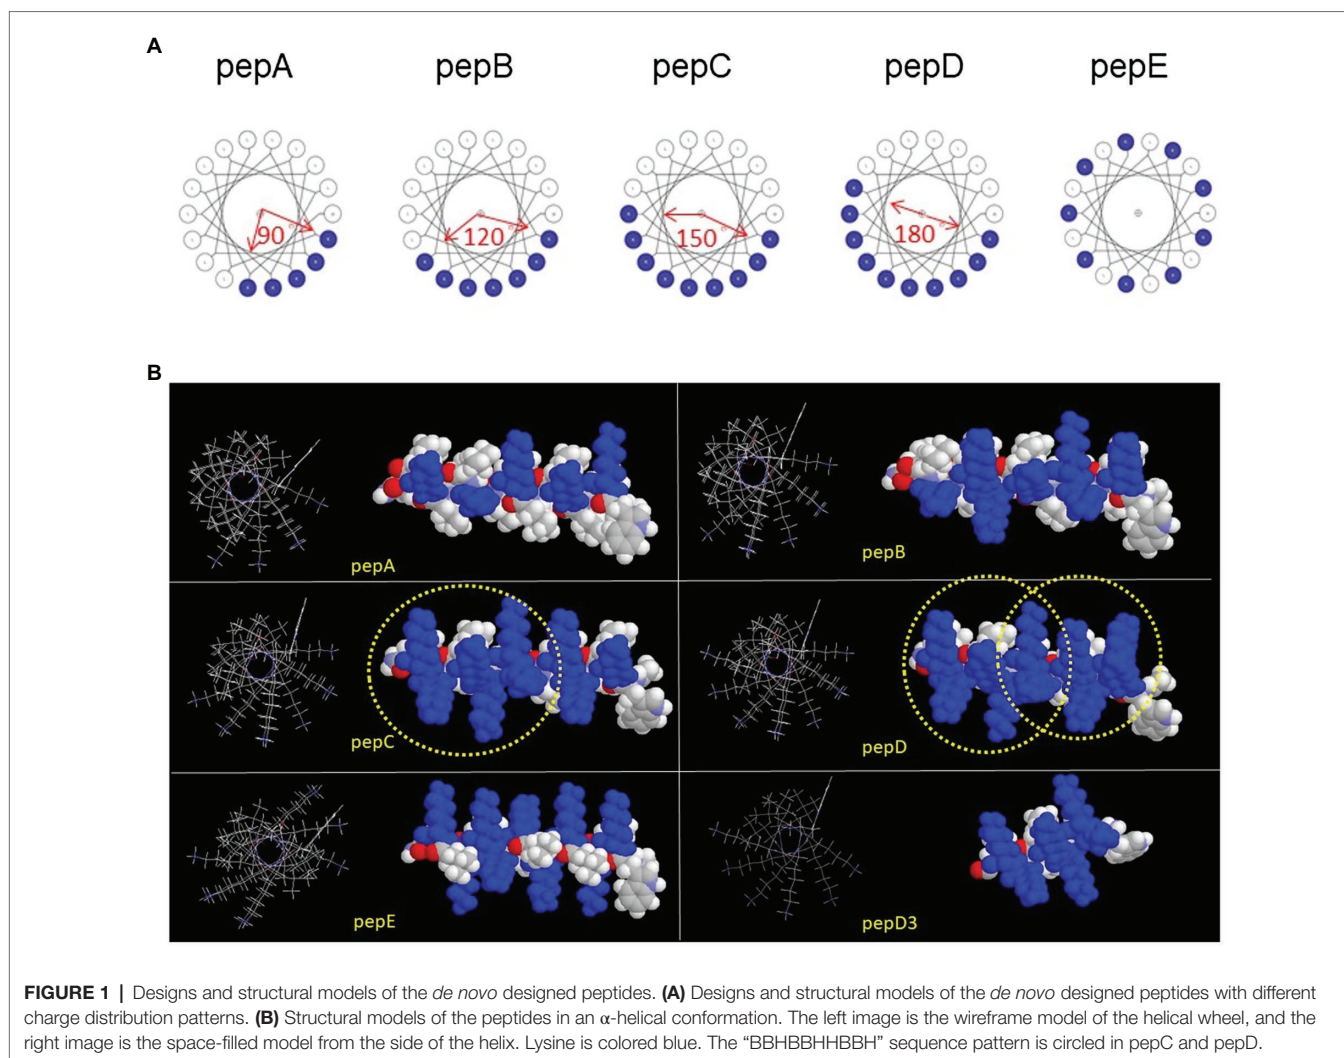 A
pepA pepB pepC pepD pepE
90 120 150 180
B
pepA
pepB
pepC
pepD
pepE
pepD3
FIGURE 1 | Designs and structural models of the de novo designed peptides. (A) Designs and structural models of the de novo designed peptides with different
charge distribution patterns. (B) Structural models of the peptides in an α-helical conformation. The left image is the wireframe model of the helical wheel, and the
right image is the space-filled model from the side of the helix. Lysine is colored blue. The “BBHBBHHBBH” sequence pattern is circled in pepC and pepD.